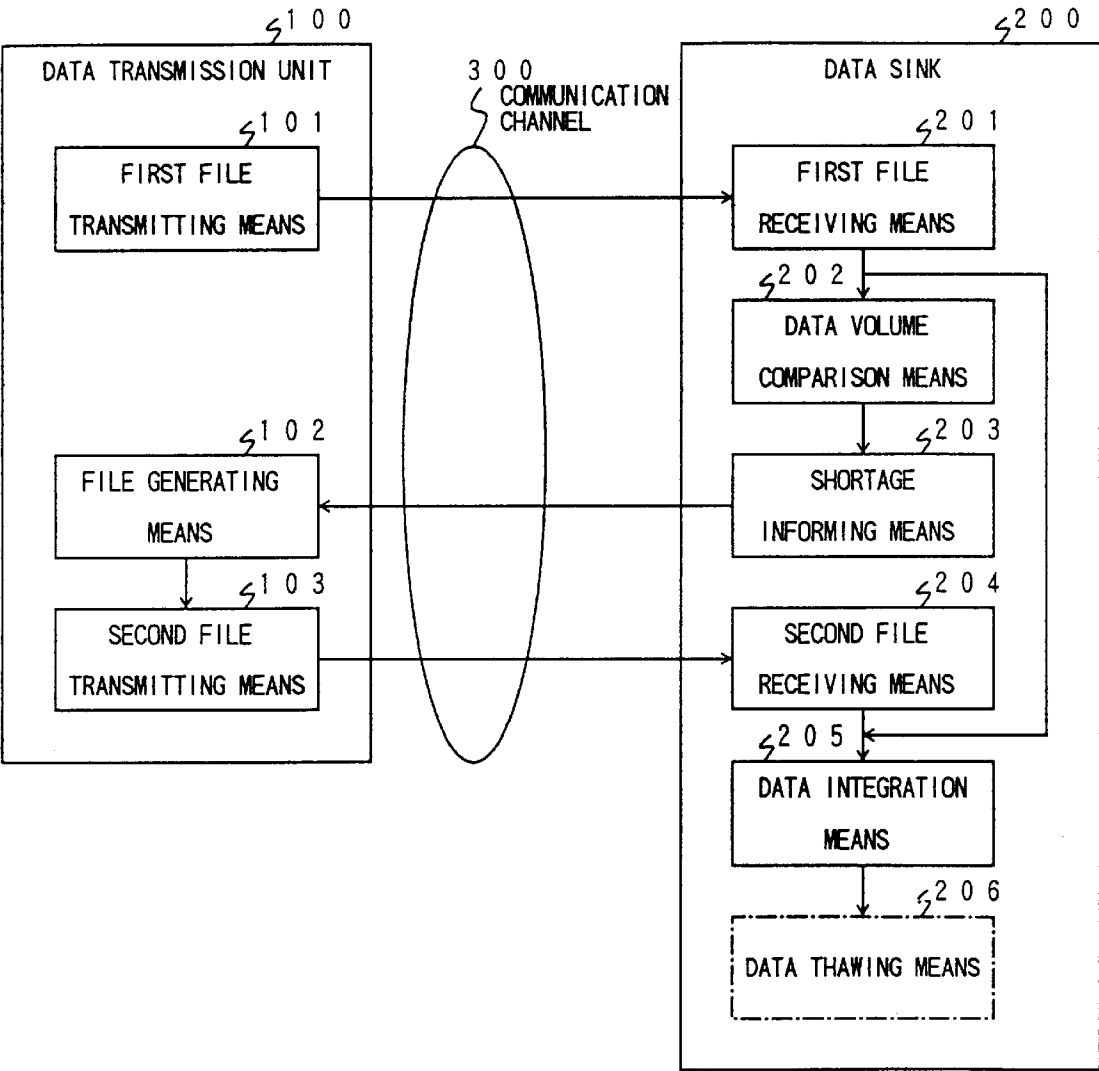 100
DATA TRANSMISSION UNIT
101
FIRST FILE
TRANSMITTING MEANS
102
FILE GENERATING
MEANS
103
SECOND FILE
TRANSMITTING MEANS
300
COMMUNICATION
CHANNEL
200
DATA SINK
201
FIRST FILE
RECEIVING MEANS
202
DATA VOLUME
COMPARISON MEANS
203
SHORTAGE
INFORMING MEANS
204
SECOND FILE
RECEIVING MEANS
205
DATA INTEGRATION
MEANS
206
DATA THAWING MEANS